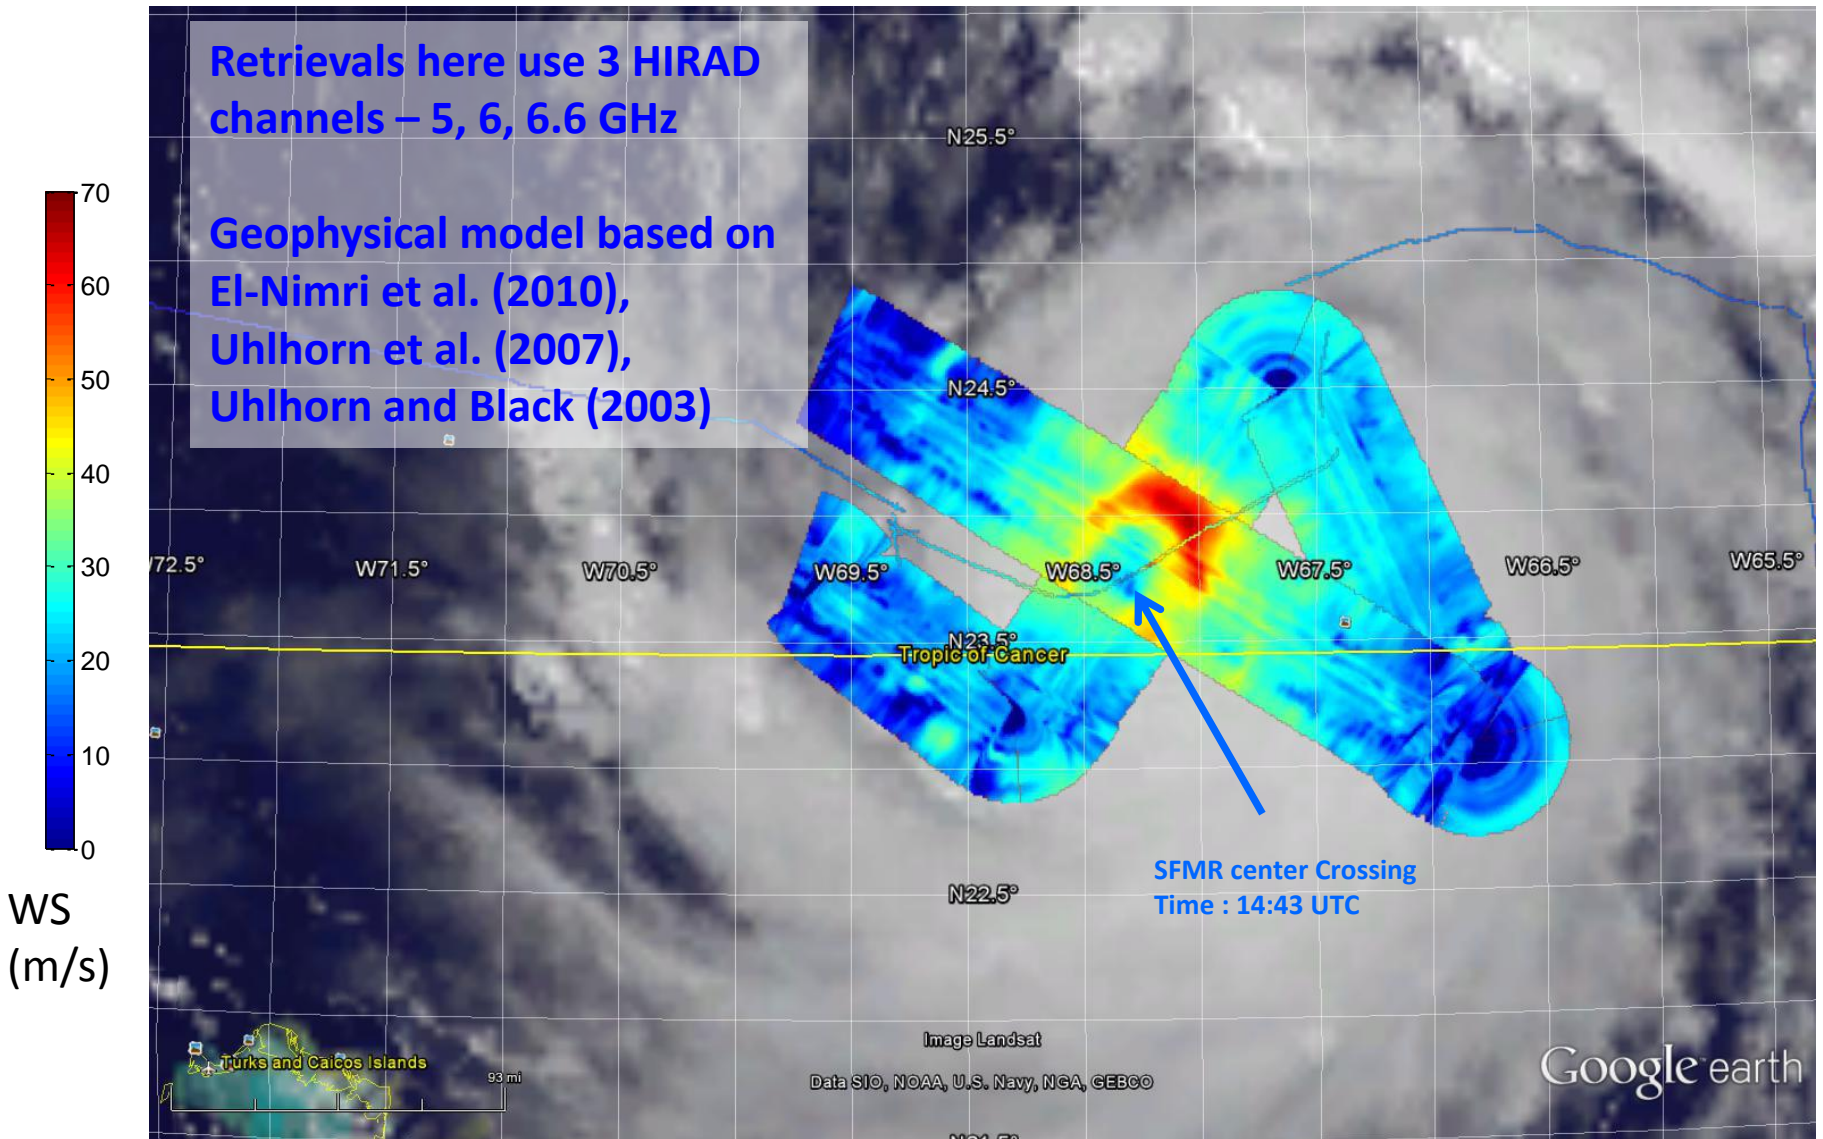 Retrievals here use 3 HIRAD
channels – 5, 6, 6.6 GHz
Geophysical model based on
El-Nimri et al. (2010),
Uhlhorn et al. (2007),
Uhlhorn and Black (2003)
70
60
50
40
30
20
10
0
WS
(m/s)
N25.5°
N24.5°
W72.5°
W71.5°
W70.5°
W69.5°
W68.5°
W67.5°
W66.5°
W65.5°
N23.5°
Tropic of Cancer
N22.5°
SFMR center Crossing
Time : 14:43 UTC
Turks and Caicos Islands
93 mi
Image Landsat
Data SIO, NOAA, U.S. Navy, NGA, GEBCO
Google earth